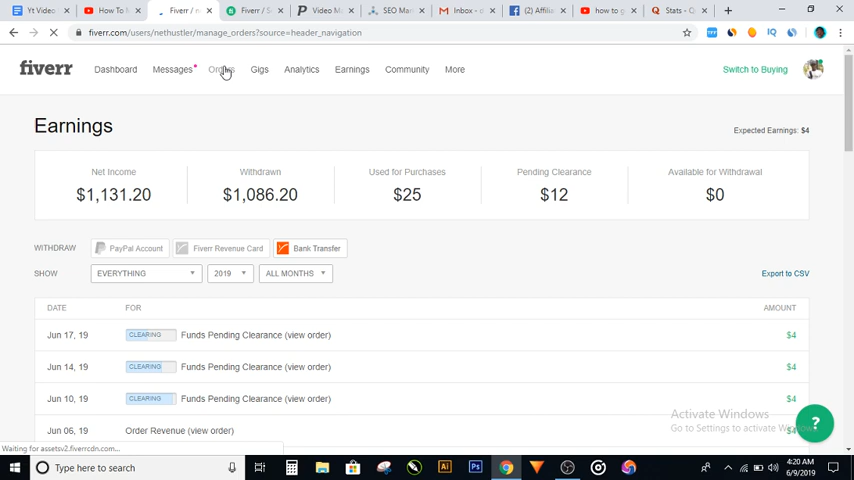 Yt Video
How To M
Fiverr / n
Fiverr / S
Video M
SEO Man
Inbox - d
(2) Affilia
how to g
Stats - Q
fiverr.com/users/nethustler/manage_orders?source=header_navigation
fiverr Dashboard Messages Orders Gigs Analytics Earnings Community More Switch to Buying
Earnings
Expected Earnings: $4
Net Income Withdrawn Used for Purchases Pending Clearance Available for Withdrawal
$1,131.20 $1,086.20 $25 $12 $0
WITHDRAW PayPal Account Fiverr Revenue Card Bank Transfer
SHOW EVERYTHING 2019 ALL MONTHS Export to CSV
DATE FOR AMOUNT
Jun 17, 19 CLEARING Funds Pending Clearance (view order) $4
Jun 14, 19 CLEARING Funds Pending Clearance (view order) $4
Jun 10, 19 CLEARING Funds Pending Clearance (view order) $4
Activate Windows
Go to Settings to activate Windows.
Jun 06, 19 Order Revenue (view order) $4
?
Waiting for assetsv2.fiverrcdn.com...
Type here to search
4:20 AM
6/9/2019